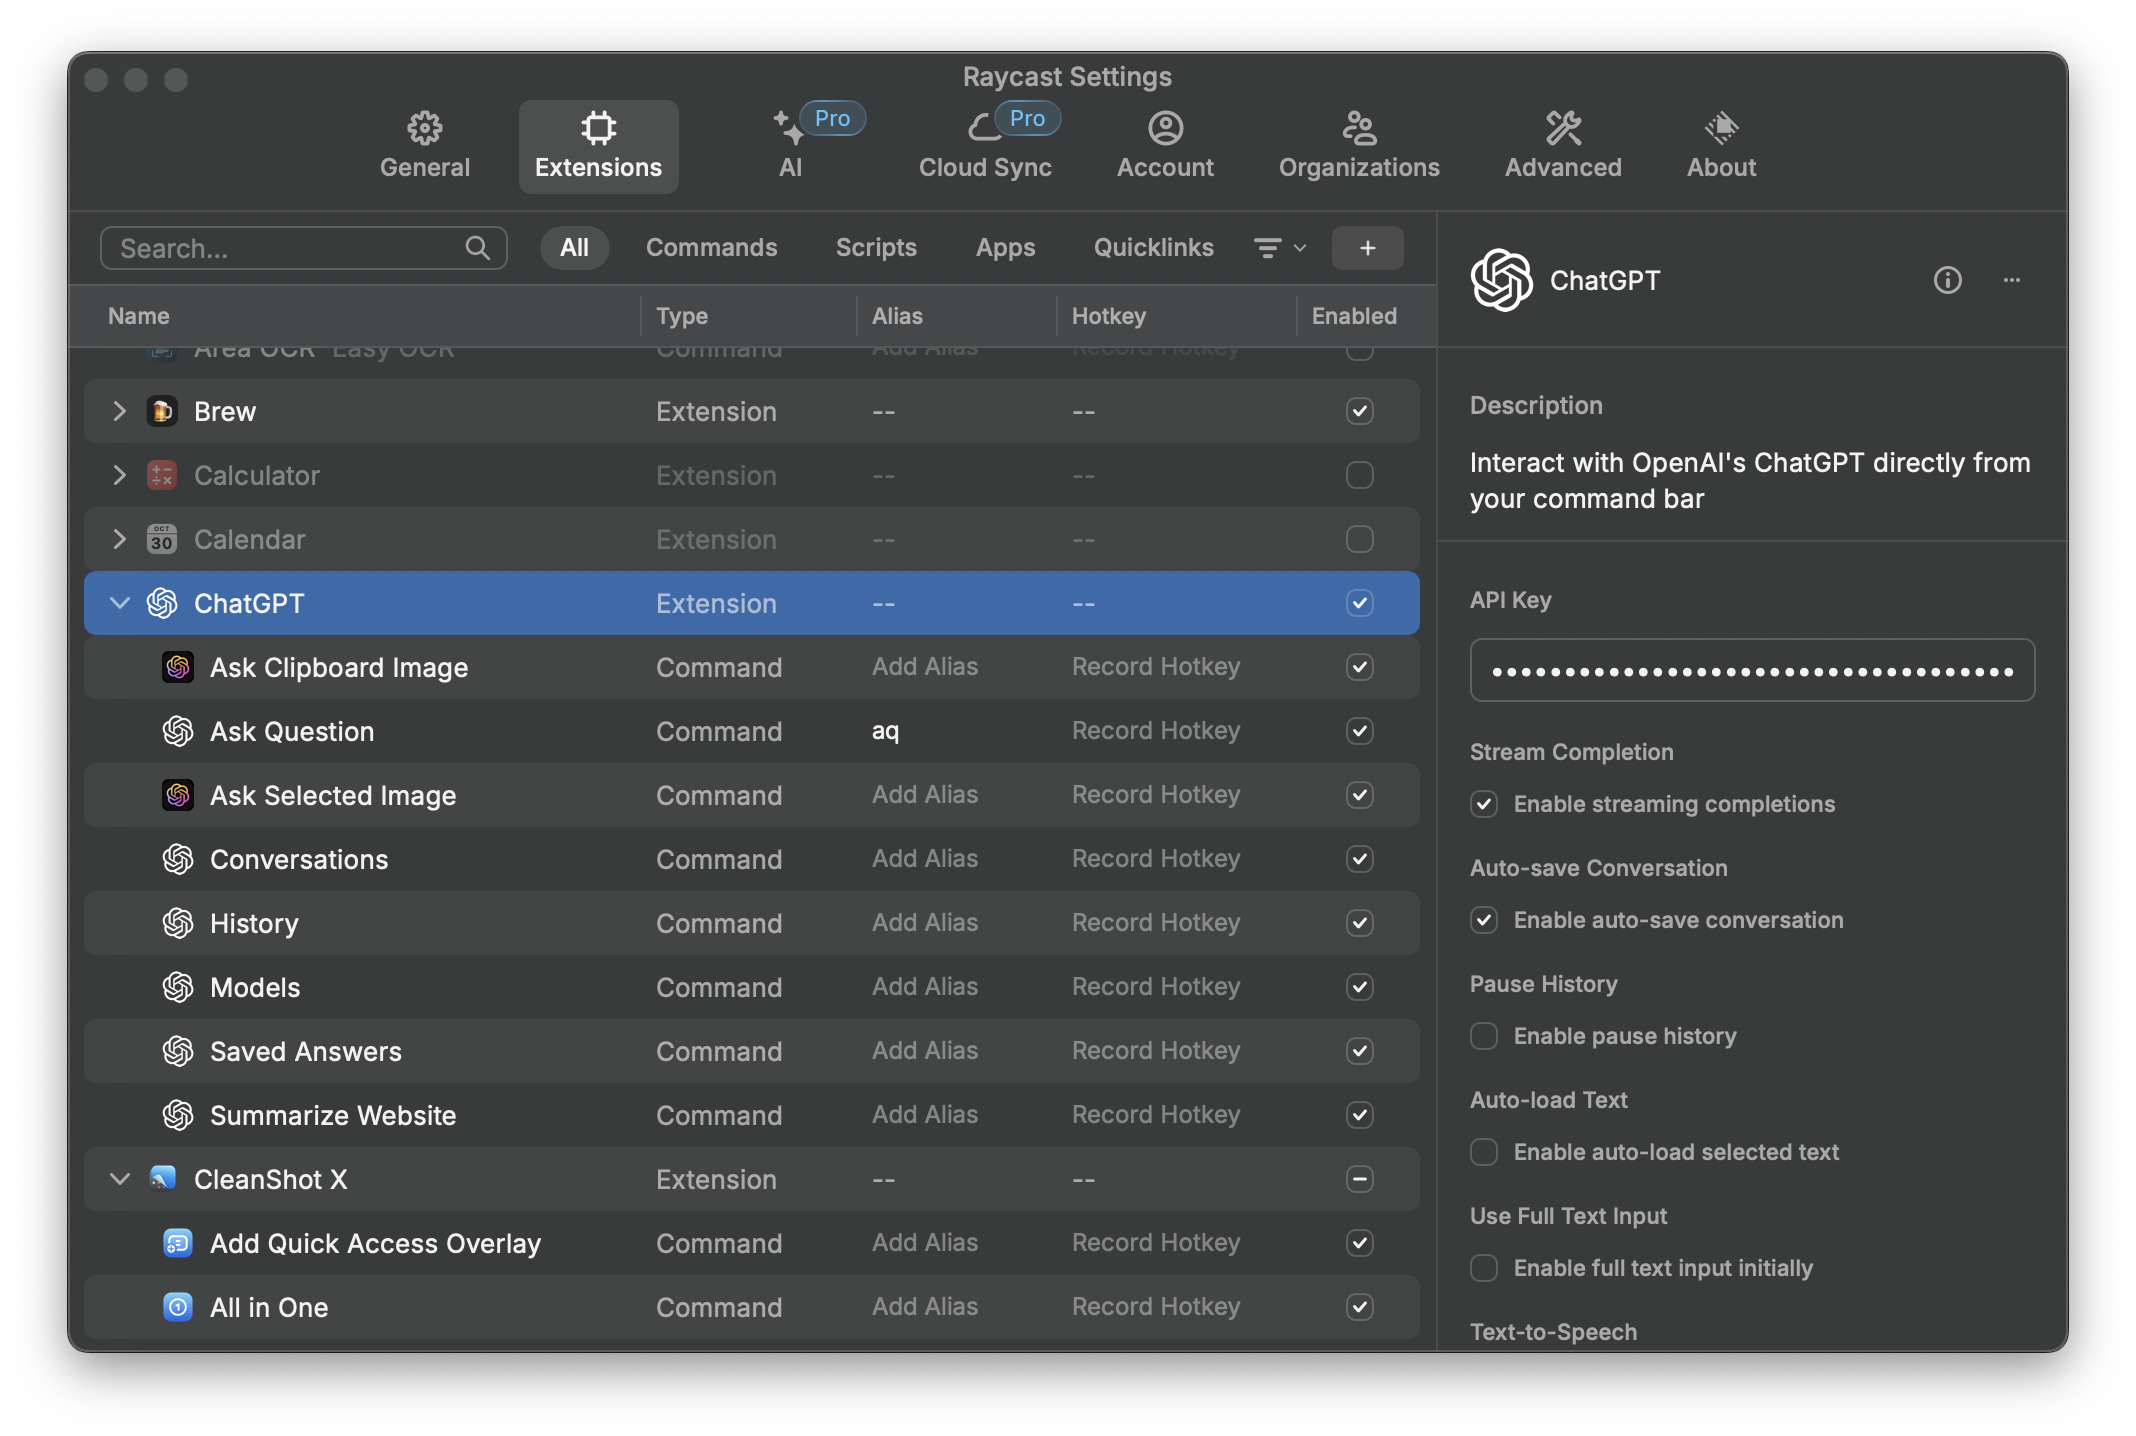 Raycast Settings
General
Extensions
Pro
AI
Pro
Cloud Sync
Account
Organizations
Advanced
About
Search...
All
Commands
Scripts
Apps
Quicklinks
+
Name Type Alias Hotkey Enabled
Area OCR Easy OCR Command Add Alias Record Hotkey
Brew Extension -- --
Calculator Extension -- --
OCT
30
Calendar Extension -- --
ChatGPT Extension -- --
Ask Clipboard Image Command Add Alias Record Hotkey
Ask Question Command aq Record Hotkey
Ask Selected Image Command Add Alias Record Hotkey
Conversations Command Add Alias Record Hotkey
History Command Add Alias Record Hotkey
Models Command Add Alias Record Hotkey
Saved Answers Command Add Alias Record Hotkey
Summarize Website Command Add Alias Record Hotkey
CleanShot X Extension -- --
Add Quick Access Overlay Command Add Alias Record Hotkey
All in One Command Add Alias Record Hotkey
ChatGPT
Description
Interact with OpenAI's ChatGPT directly from
your command bar
API Key
••••••••••••••••••••••••••••••••••••
Stream Completion
Enable streaming completions
Auto-save Conversation
Enable auto-save conversation
Pause History
Enable pause history
Auto-load Text
Enable auto-load selected text
Use Full Text Input
Enable full text input initially
Text-to-Speech